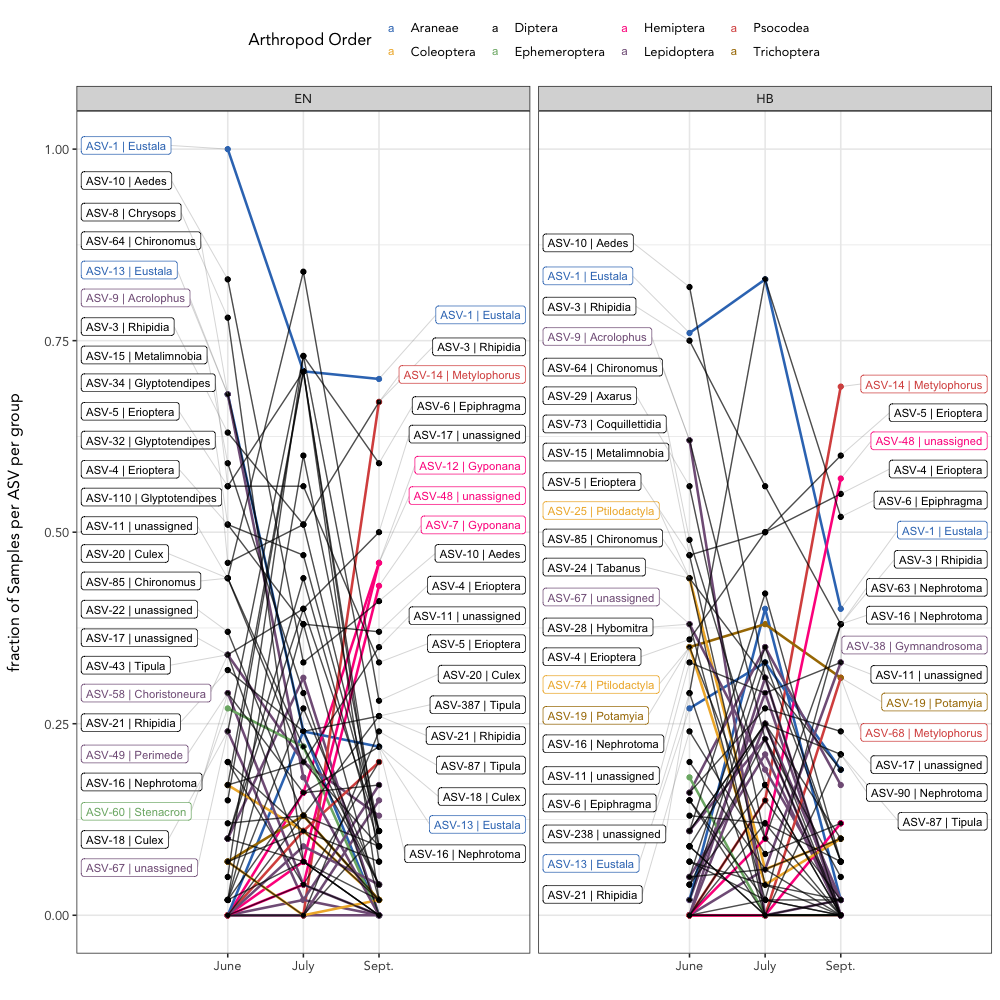 Arthropod Order
a Araneae
a Diptera
a Hemiptera
a Psocodea
a Coleoptera
a Ephemeroptera
a Lepidoptera
a Trichoptera
fraction of Samples per ASV per group
EN
1.00
0.75
0.50
0.25
0.00
ASV-1 | Eustala
ASV-10 | Aedes
ASV-8 | Chrysops
ASV-64 | Chironomus
ASV-13 | Eustala
ASV-9 | Acrolophus
ASV-3 | Rhipidia
ASV-15 | Metalimnobia
ASV-34 | Glyptotendipes
ASV-5 | Erioptera
ASV-32 | Glyptotendipes
ASV-4 | Erioptera
ASV-110 | Glyptotendipes
ASV-11 | unassigned
ASV-20 | Culex
ASV-85 | Chironomus
ASV-22 | unassigned
ASV-17 | unassigned
ASV-43 | Tipula
ASV-58 | Choristoneura
ASV-21 | Rhipidia
ASV-49 | Perimede
ASV-16 | Nephrotoma
ASV-60 | Stenacron
ASV-18 | Culex
ASV-67 | unassigned
ASV-1 | Eustala
ASV-3 | Rhipidia
ASV-14 | Metylophorus
ASV-6 | Epiphragma
ASV-17 | unassigned
ASV-12 | Gyponana
ASV-48 | unassigned
ASV-7 | Gyponana
ASV-10 | Aedes
ASV-4 | Erioptera
ASV-11 | unassigned
ASV-5 | Erioptera
ASV-20 | Culex
ASV-387 | Tipula
ASV-21 | Rhipidia
ASV-87 | Tipula
ASV-18 | Culex
ASV-13 | Eustala
ASV-16 | Nephrotoma
June
July
Sept.
HB
ASV-10 | Aedes
ASV-1 | Eustala
ASV-3 | Rhipidia
ASV-9 | Acrolophus
ASV-64 | Chironomus
ASV-29 | Axarus
ASV-73 | Coquillettidia
ASV-15 | Metalimnobia
ASV-5 | Erioptera
ASV-25 | Ptilodactyla
ASV-85 | Chironomus
ASV-24 | Tabanus
ASV-67 | unassigned
ASV-28 | Hybomitra
ASV-4 | Erioptera
ASV-74 | Ptilodactyla
ASV-19 | Potamyia
ASV-16 | Nephrotoma
ASV-11 | unassigned
ASV-6 | Epiphragma
ASV-238 | unassigned
ASV-13 | Eustala
ASV-21 | Rhipidia
ASV-14 | Metylophorus
ASV-5 | Erioptera
ASV-48 | unassigned
ASV-4 | Erioptera
ASV-6 | Epiphragma
ASV-1 | Eustala
ASV-3 | Rhipidia
ASV-63 | Nephrotoma
ASV-16 | Nephrotoma
ASV-38 | Gymnandrosoma
ASV-11 | unassigned
ASV-19 | Potamyia
ASV-68 | Metylophorus
ASV-17 | unassigned
ASV-90 | Nephrotoma
ASV-87 | Tipula
June
July
Sept.